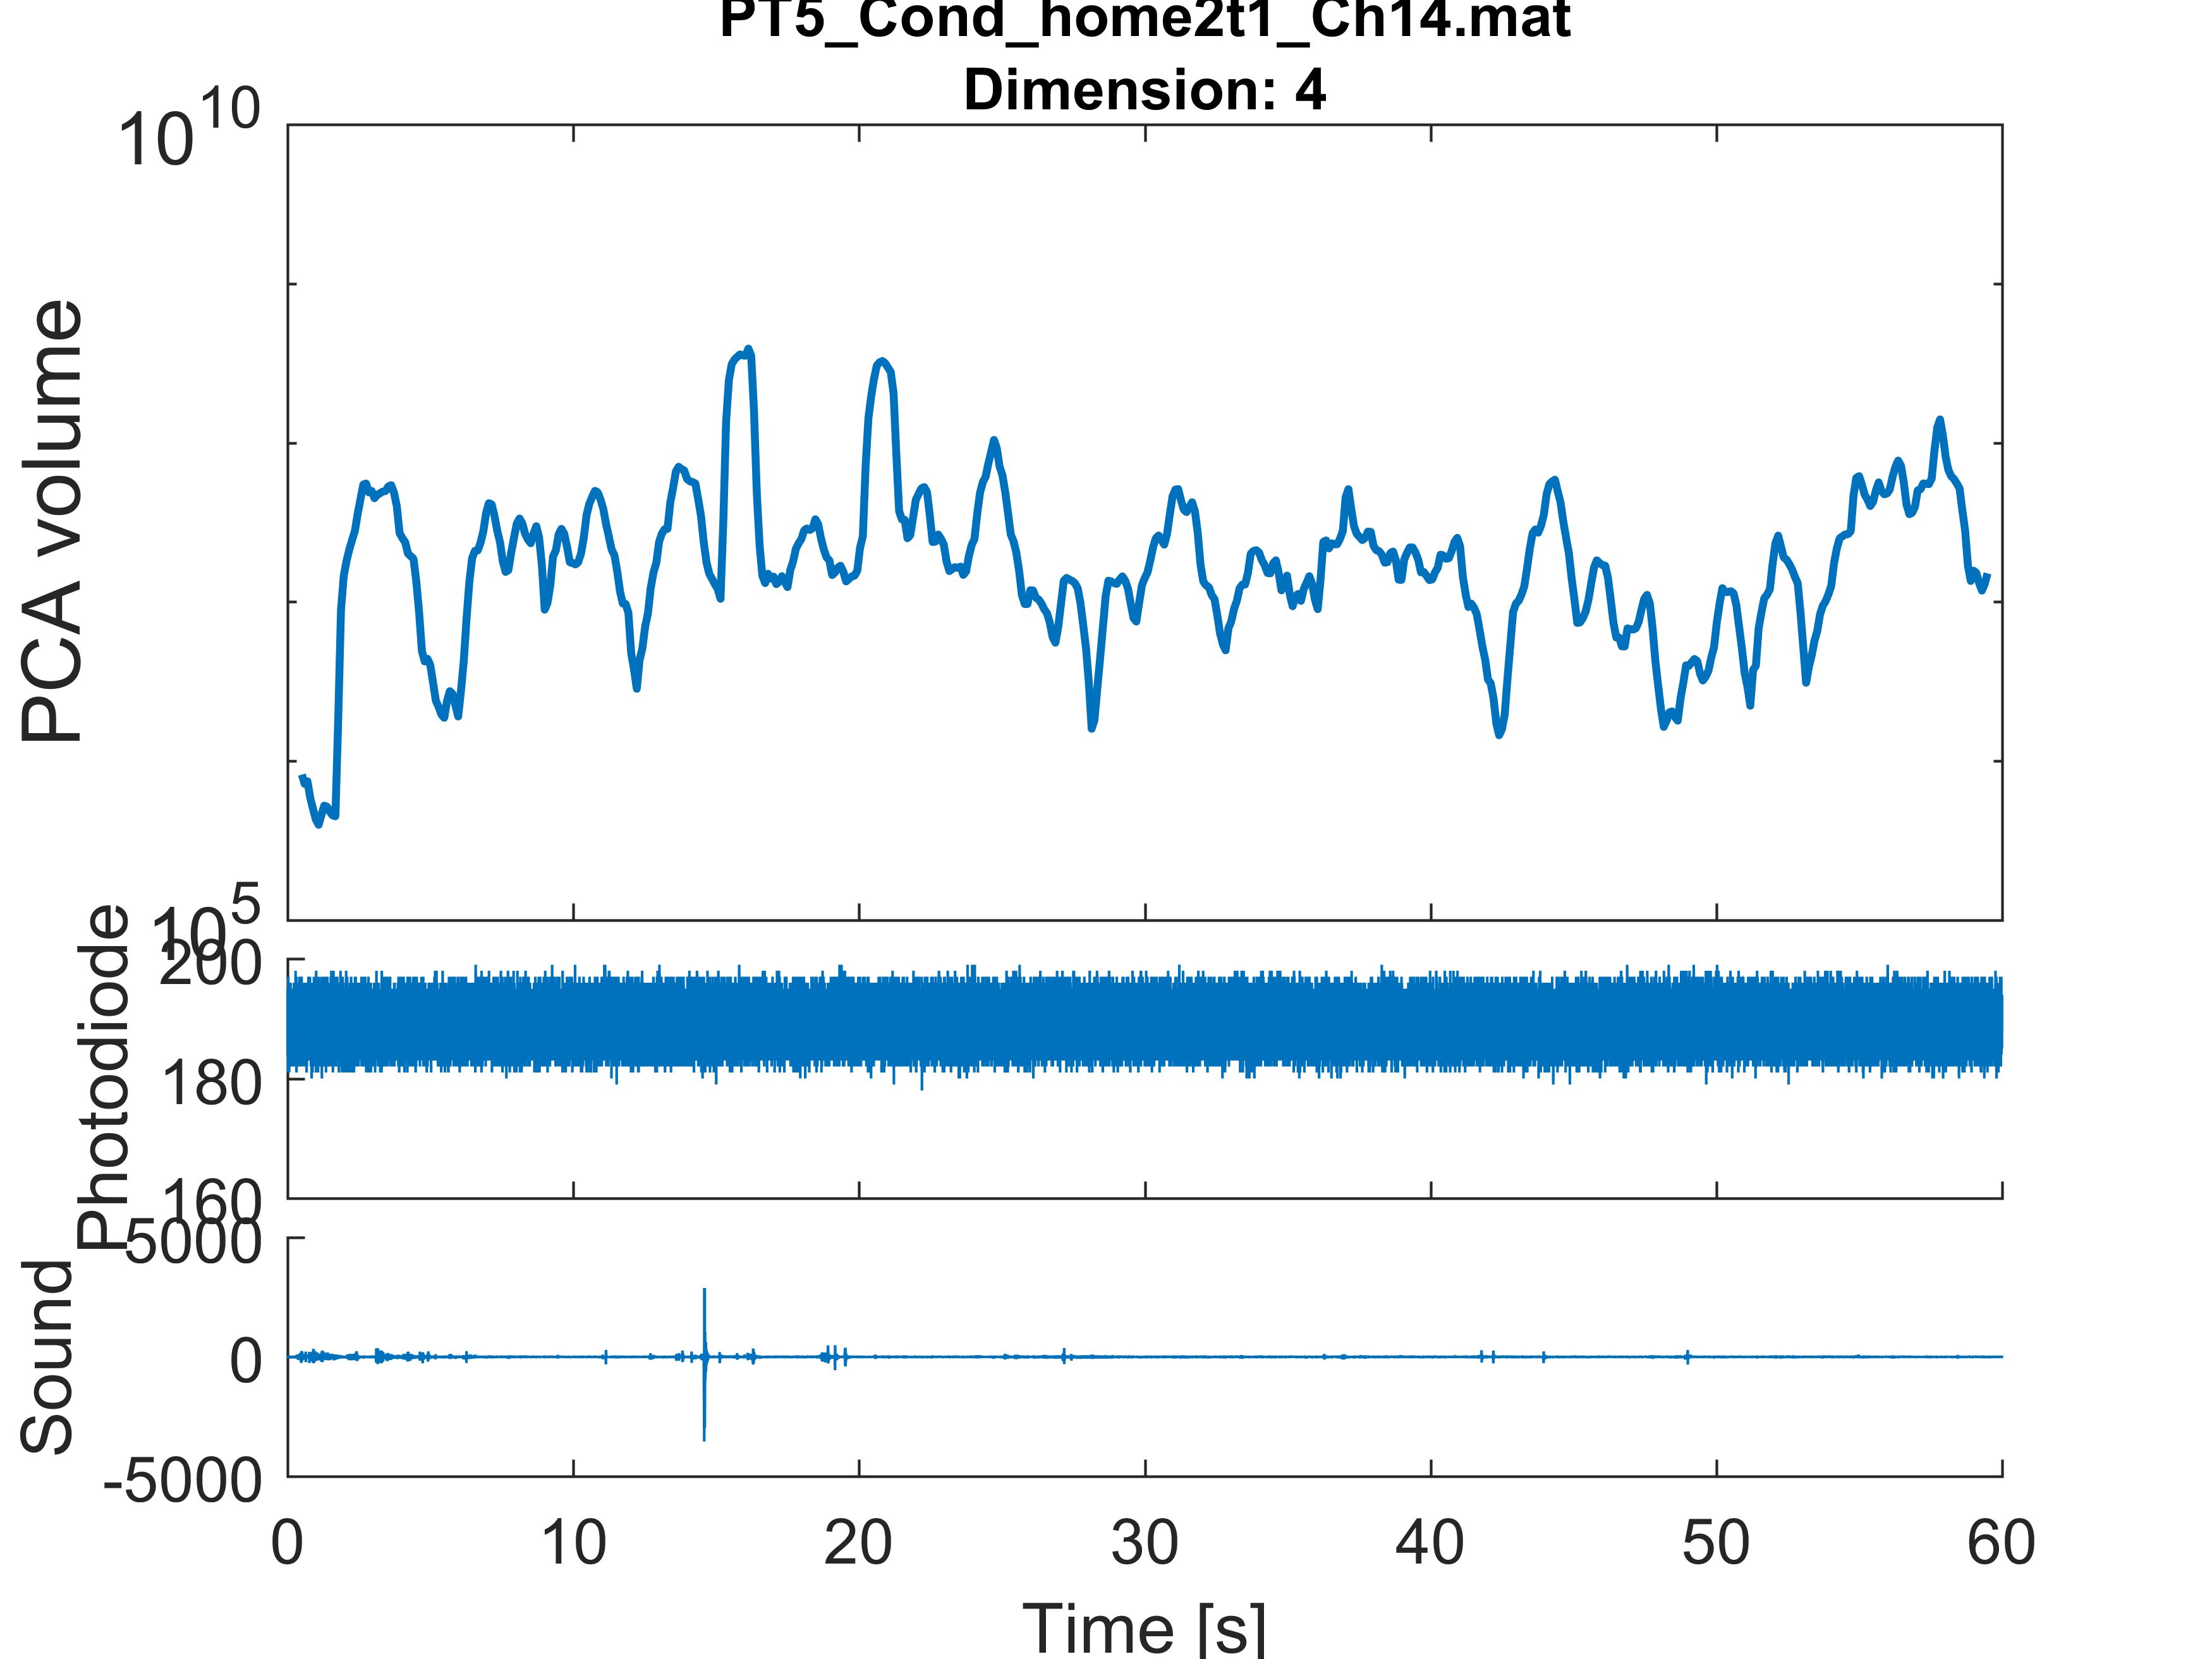 PT5_Cond_home2t1_Ch14.mat
Dimension: 4
10^10
PCA volume
10^5
200
180
160
Photodiode
5000
0
-5000
Sound
0 10 20 30 40 50 60
Time [s]